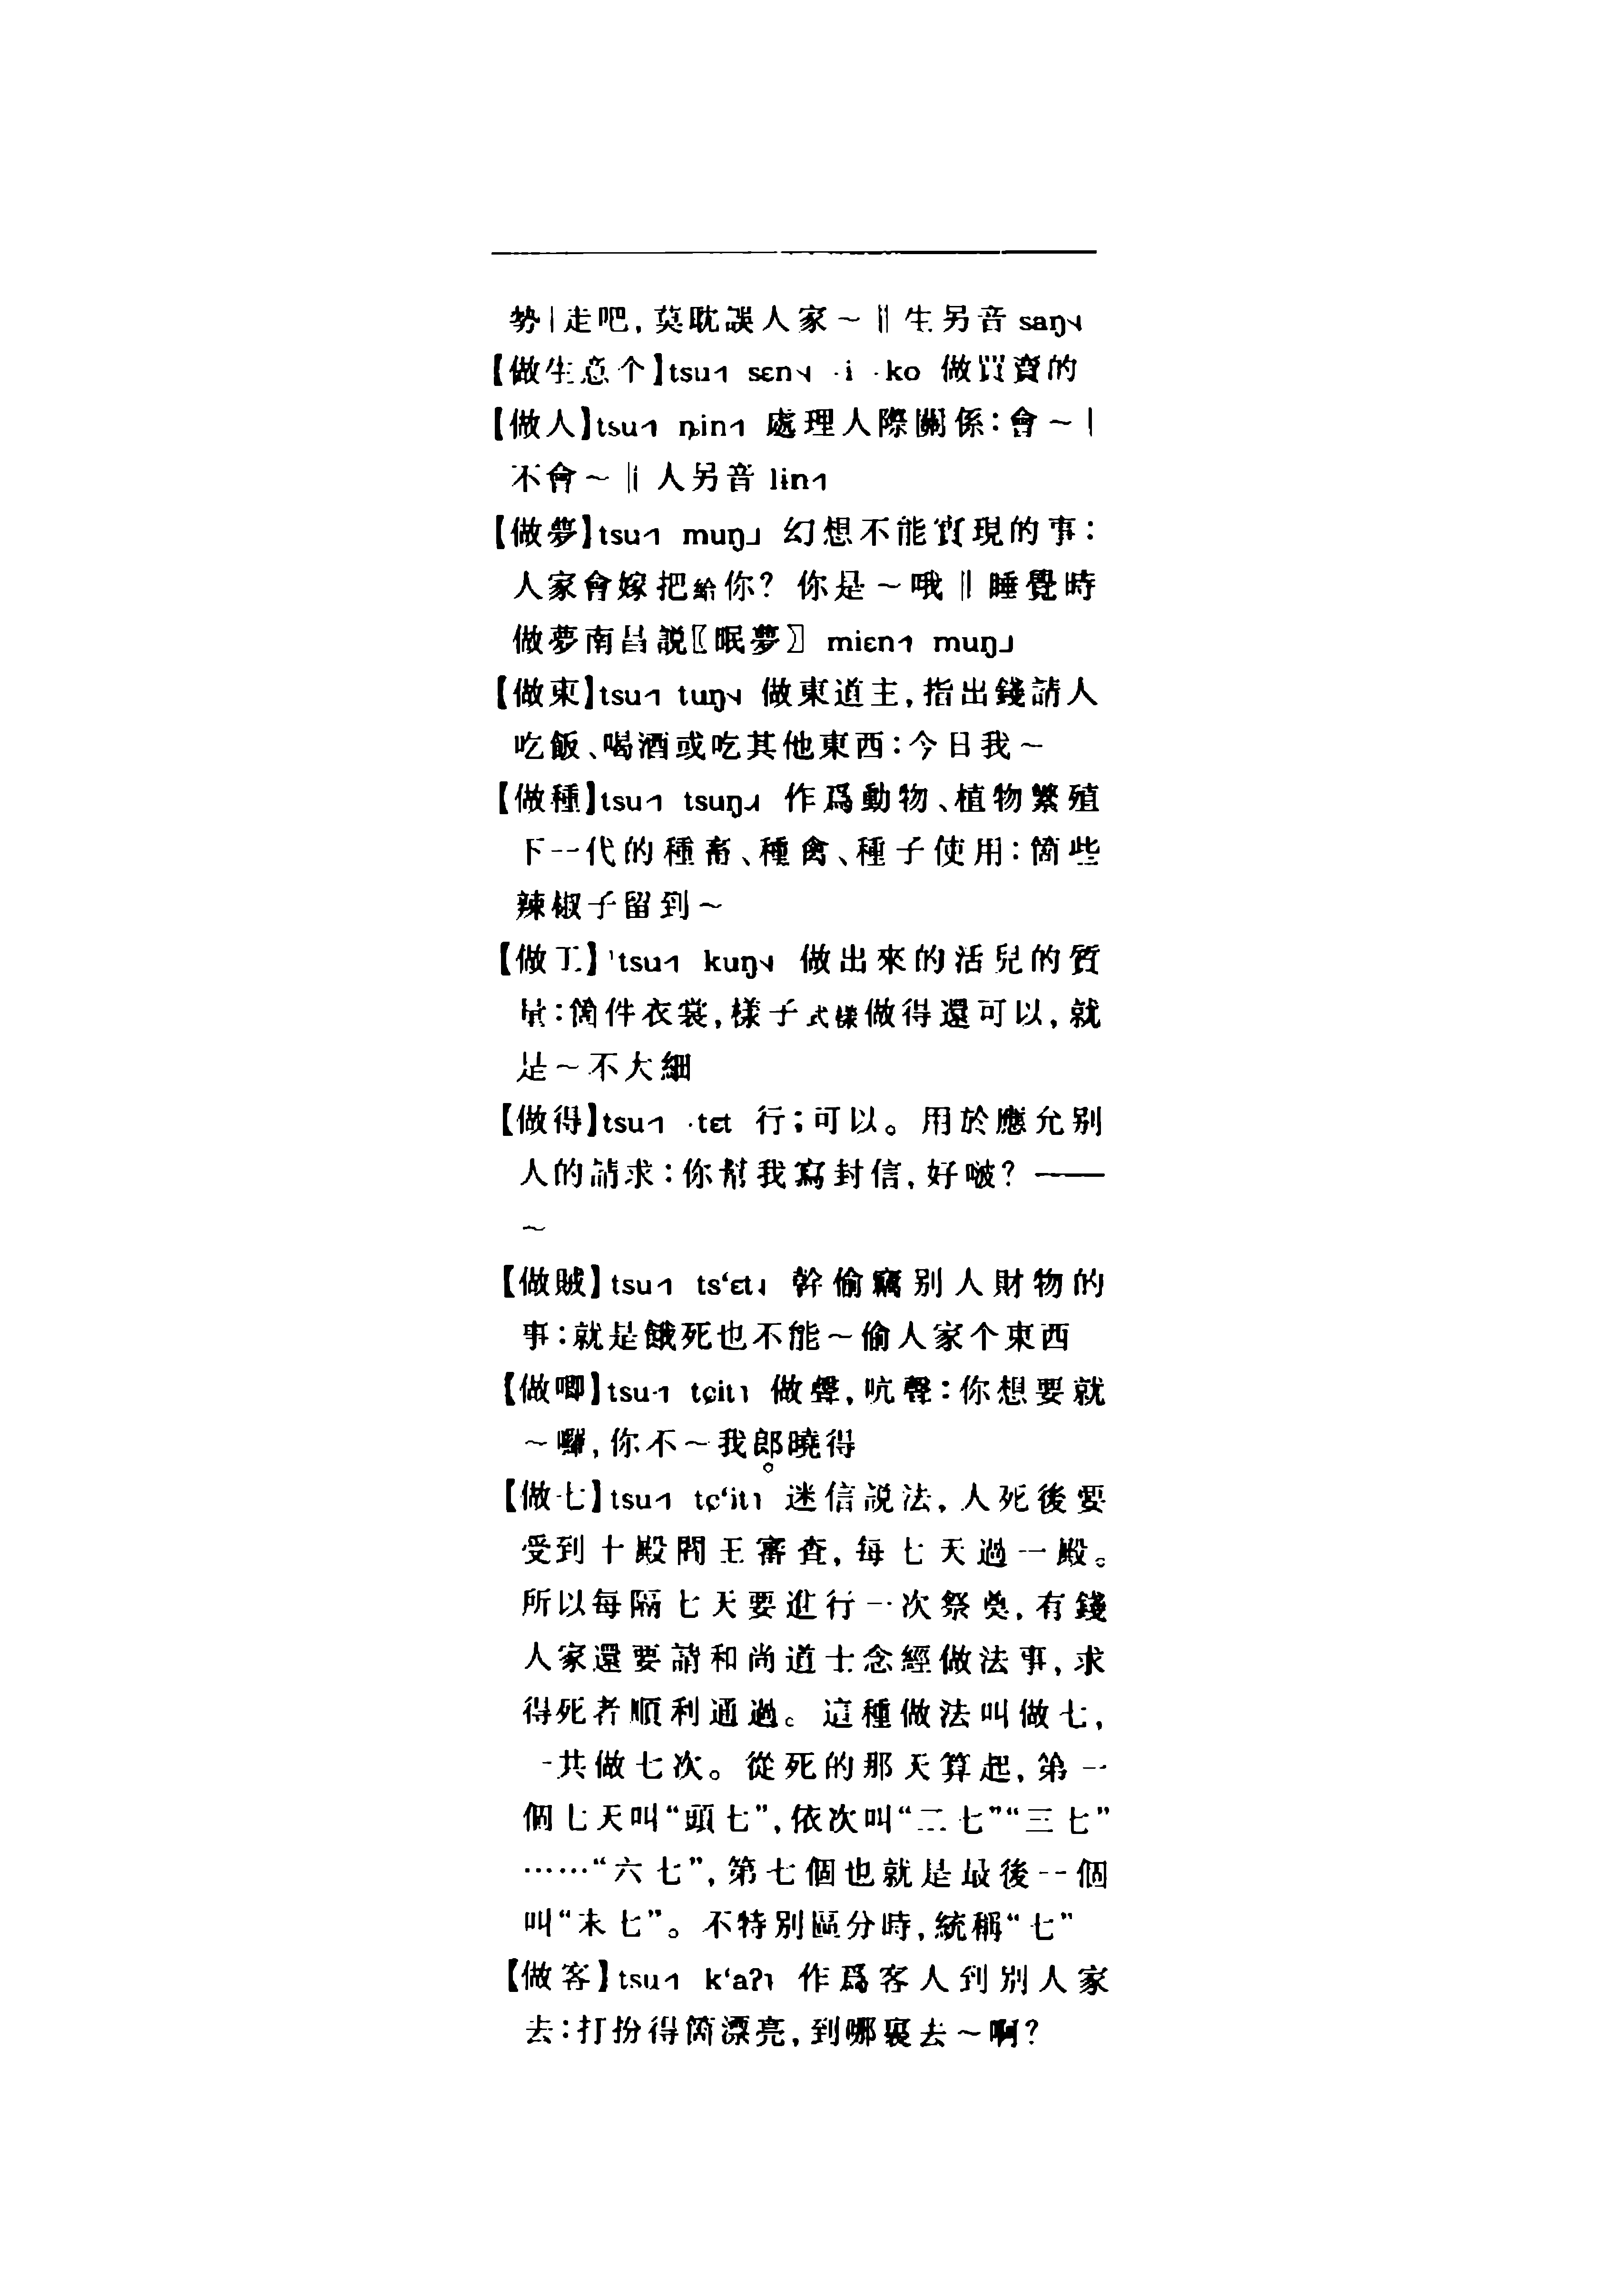 勢|走吧,莫耽誤人家～‖生另音 saŋ˧˩
【做生意个】tsu˧˥ sɛn˧˩ ·i ·ko 做買賣的
【做人】tsu˧˥ ȵin˧˥ 處理人際關係:會～|
不會～‖人另音 lin˧˥
【做夢】tsu˧˥ muŋ˩ 幻想不能實現的事:
人家會嫁把給你? 你是～哦‖睡覺時
做夢南昌説〖眠夢〗 miɛn˧˥ muŋ˩
【做東】tsu˧˥ tuŋ˧˩ 做東道主,指出錢請人
吃飯、喝酒或吃其他東西:今日我～
【做種】tsu˧˥ tsuŋ˨˩˧ 作爲動物、植物繁殖
下一代的種畜、種禽、種子使用:箇些
辣椒子留到～
【做工】tsu˧˥ kuŋ˧˩ 做出來的活兒的質
量:箇件衣裳,樣子式樣做得還可以,就
是～不大細
【做得】tsu˧˥ ·tɛt 行;可以。用於應允别
人的請求:你幫我寫封信,好啵? ——
～
【做賊】tsu˧˥ ts‘ɛt˨ 幹偷竊别人財物的
事:就是餓死也不能～偷人家个東西
【做唧】tsu˧˥ tɕit˥ 做聲,吭聲:你想要就
～囉,你不～我郎曉得
【做七】tsu˧˥ tɕ‘it˥ 迷信説法,人死後要
受到十殿閻王審查,每七天過一殿。
所以每隔七天要進行一次祭奠,有錢
人家還要請和尚道士念經做法事,求
得死者順利通過。這種做法叫做七,
一共做七次。從死的那天算起,第一
個七天叫“頭七”,依次叫“二七”“三七”
……“六七”,第七個也就是最後一個
叫“末七”。不特别區分時,統稱“七”
【做客】tsu˧˥ k‘aʔ˥ 作爲客人到别人家
去:打扮得箇漂亮,到哪裏去～啊?